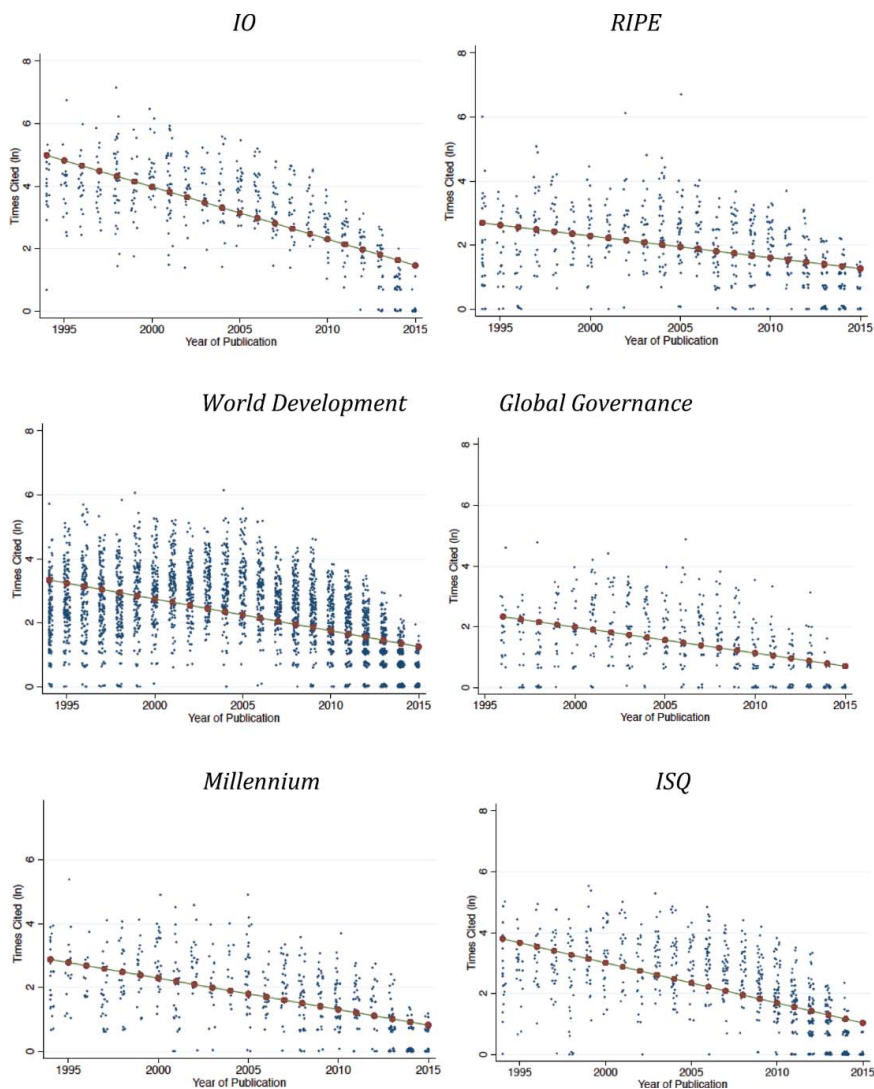 IO
RIPE
8
6
4
2
0
Times Cited (ln)
1995 2000 2005 2010 2015
Year of Publication
8
6
4
2
0
Times Cited (ln)
1995 2000 2005 2010 2015
Year of Publication
World Development
Global Governance
8
6
4
2
0
Times Cited (ln)
1995 2000 2005 2010 2015
Year of Publication
8
6
4
2
0
Times Cited (ln)
1995 2000 2005 2010 2015
Year of Publication
Millennium
ISQ
6
4
2
0
Times Cited (ln)
1995 2000 2005 2010 2015
Year of Publication
8
6
4
2
0
Times Cited (ln)
1995 2000 2005 2010 2015
Year of Publication